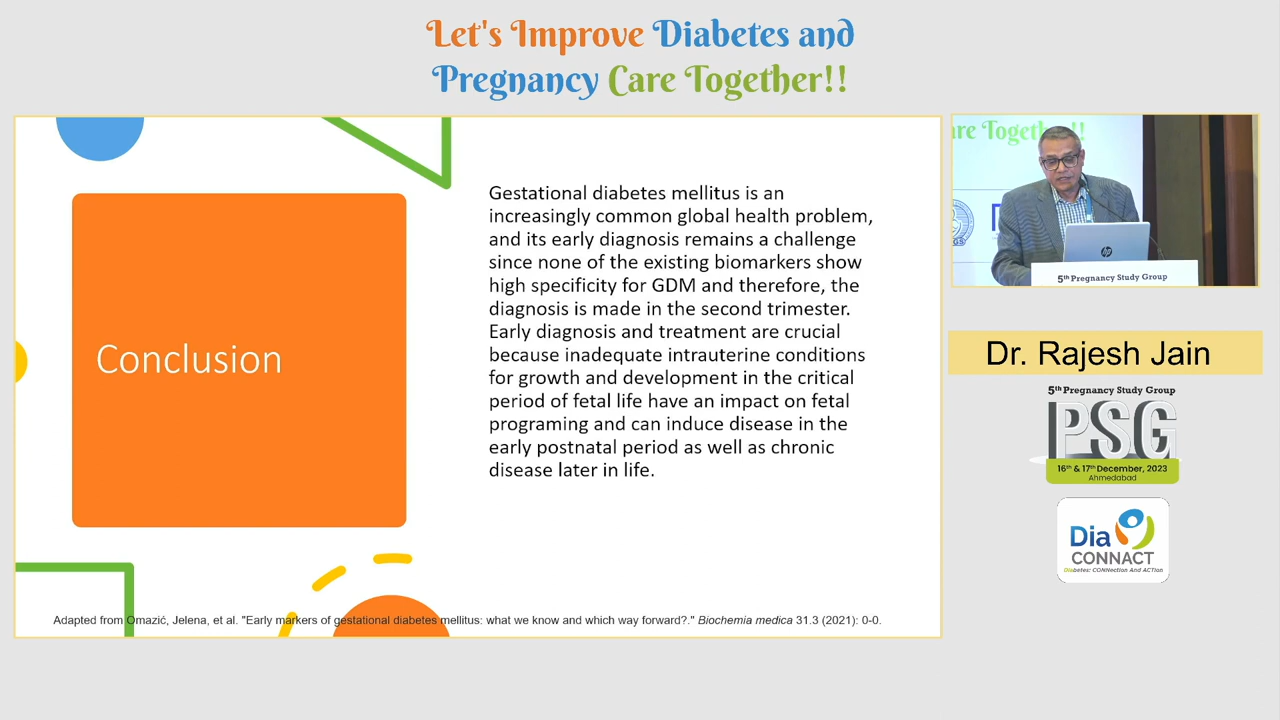 Let's Improve Diabetes and
Pregnancy Care Together!!
Conclusion
Gestational diabetes mellitus is an
increasingly common global health problem,
and its early diagnosis remains a challenge
since none of the existing biomarkers show
high specificity for GDM and therefore, the
diagnosis is made in the second trimester.
Early diagnosis and treatment are crucial
because inadequate intrauterine conditions
for growth and development in the critical
period of fetal life have an impact on fetal
programing and can induce disease in the
early postnatal period as well as chronic
disease later in life.
Adapted from Omazić, Jelena, et al. "Early markers of gestational diabetes mellitus: what we know and which way forward?." Biochemia medica 31.3 (2021): 0-0.
are Together!!
hp
5th Pregnancy Study Group
Dr. Rajesh Jain
5th Pregnancy Study Group
PSG
16th & 17th December, 2023
Ahmedabad
Dia
CONNACT
Diabetes: CONNection And ACTion